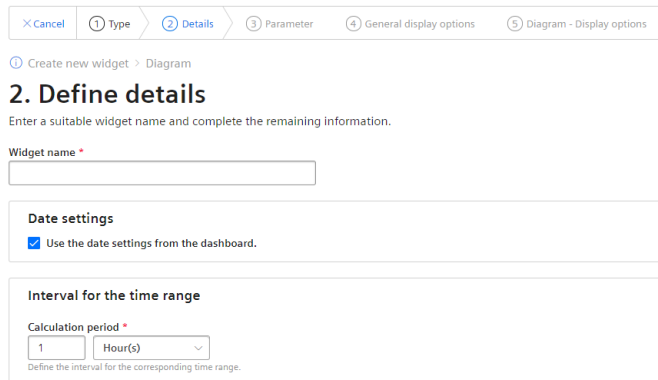 Cancel 1 Type 2 Details 3 Parameter 4 General display options 5 Diagram - Display options
Create new widget > Diagram
2. Define details
Enter a suitable widget name and complete the remaining information.
Widget name *
Date settings
Use the date settings from the dashboard.
Interval for the time range
Calculation period *
1 Hour(s)
Define the interval for the corresponding time range.